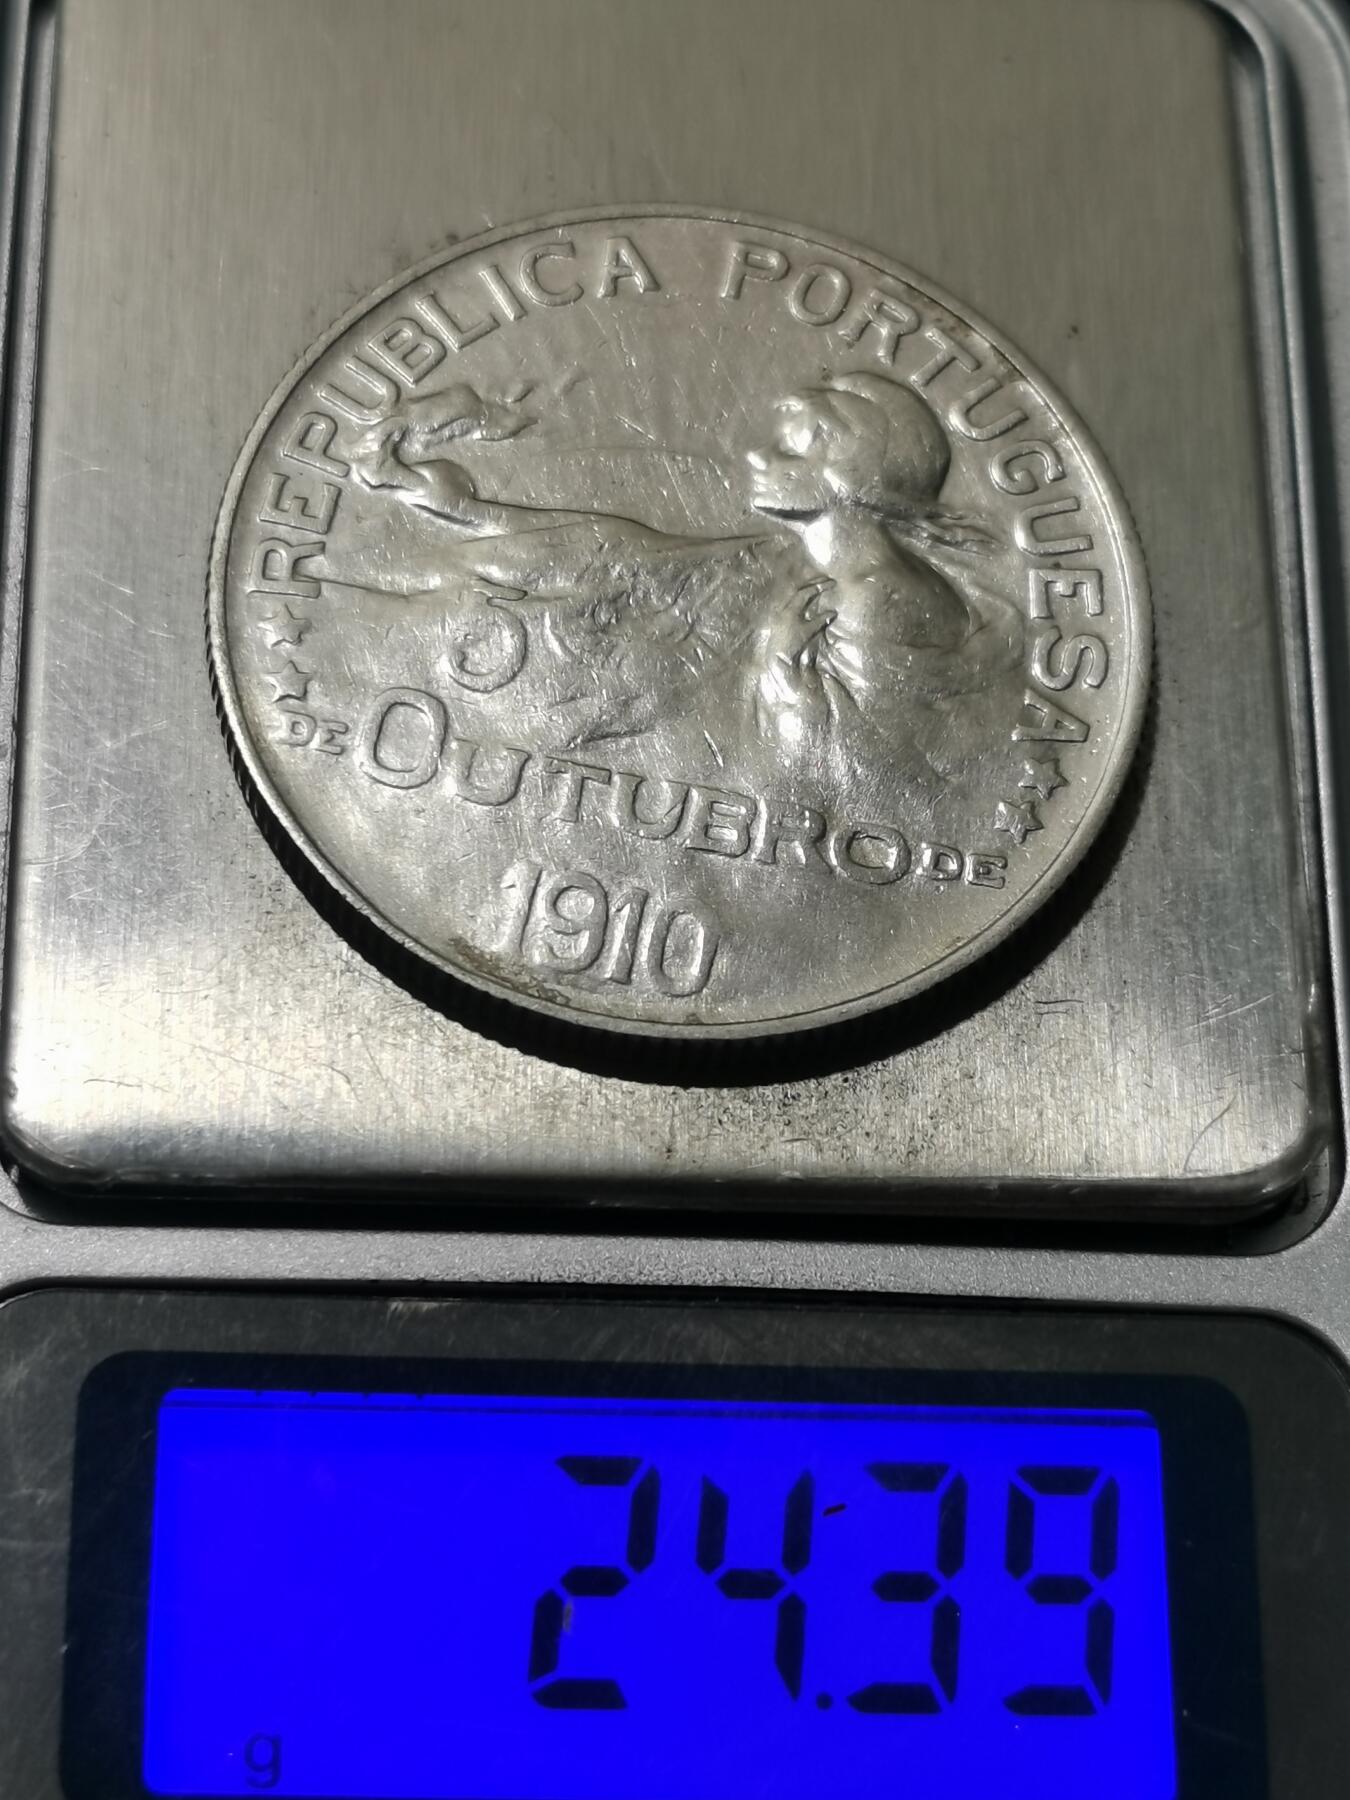 REPUBLICA PORTUGUESA
5
DE OUTUBRO DE
1910
24.39
g